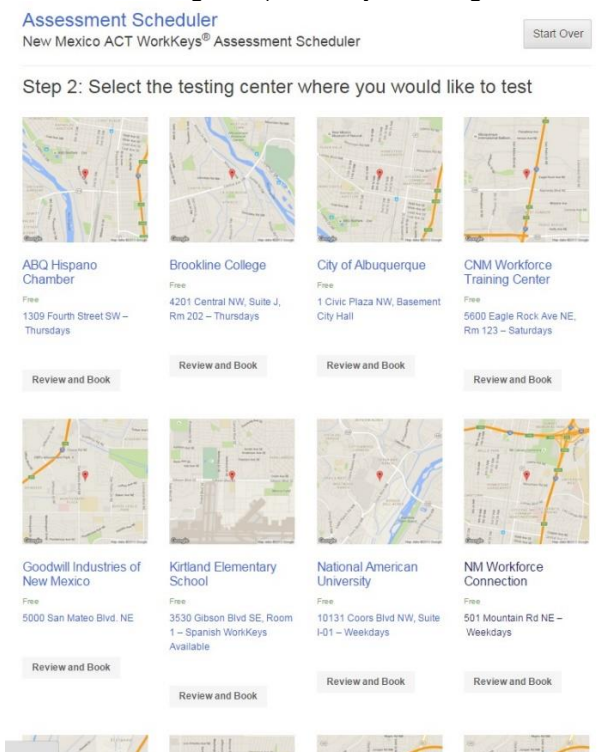 Assessment Scheduler
New Mexico ACT WorkKeys® Assessment Scheduler
Start Over
Step 2: Select the testing center where you would like to test
ABQ Hispano
Chamber
Free
1309 Fourth Street SW –
Thursdays
Review and Book
Brookline College
Free
4201 Central NW, Suite J,
Rm 202 – Thursdays
Review and Book
City of Albuquerque
Free
1 Civic Plaza NW, Basement
City Hall
Review and Book
CNM Workforce
Training Center
Free
5600 Eagle Rock Ave NE,
Rm 123 – Saturdays
Review and Book
Goodwill Industries of
New Mexico
Free
5000 San Mateo Blvd. NE
Review and Book
Kirtland Elementary
School
Free
3530 Gibson Blvd SE, Room
1 – Spanish WorkKeys
Available
Review and Book
National American
University
Free
10131 Coors Blvd NW, Suite
I-01 – Weekdays
Review and Book
NM Workforce
Connection
Free
501 Mountain Rd NE –
Weekdays
Review and Book